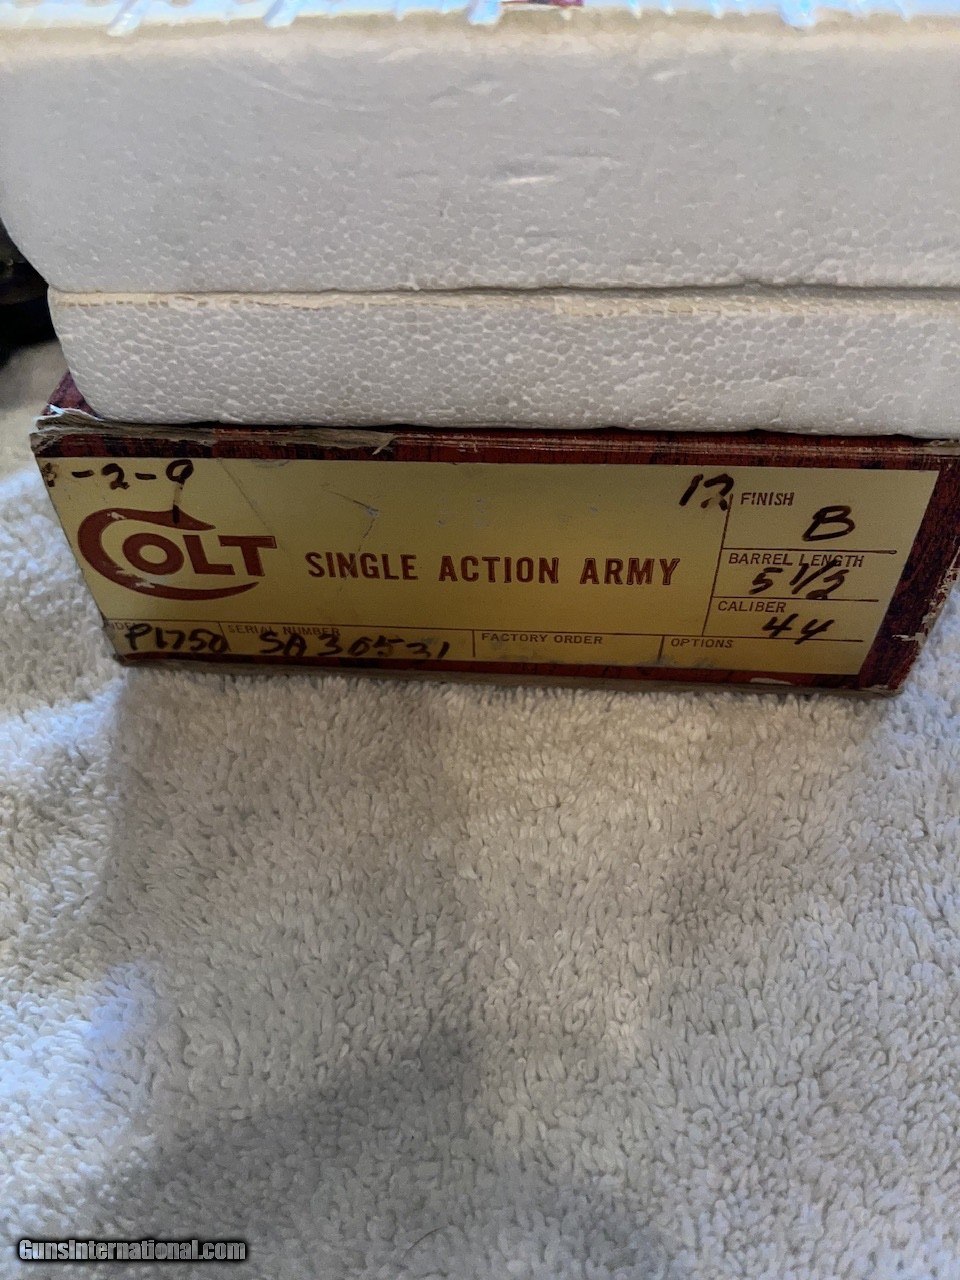 -2-9
12
FINISH
B
COLT
SINGLE ACTION ARMY
BARREL LENGTH
5 1/2
CALIBER
44
P1750
SERIAL NUMBER
SA30531
FACTORY ORDER
OPTIONS
GunsInternational.com